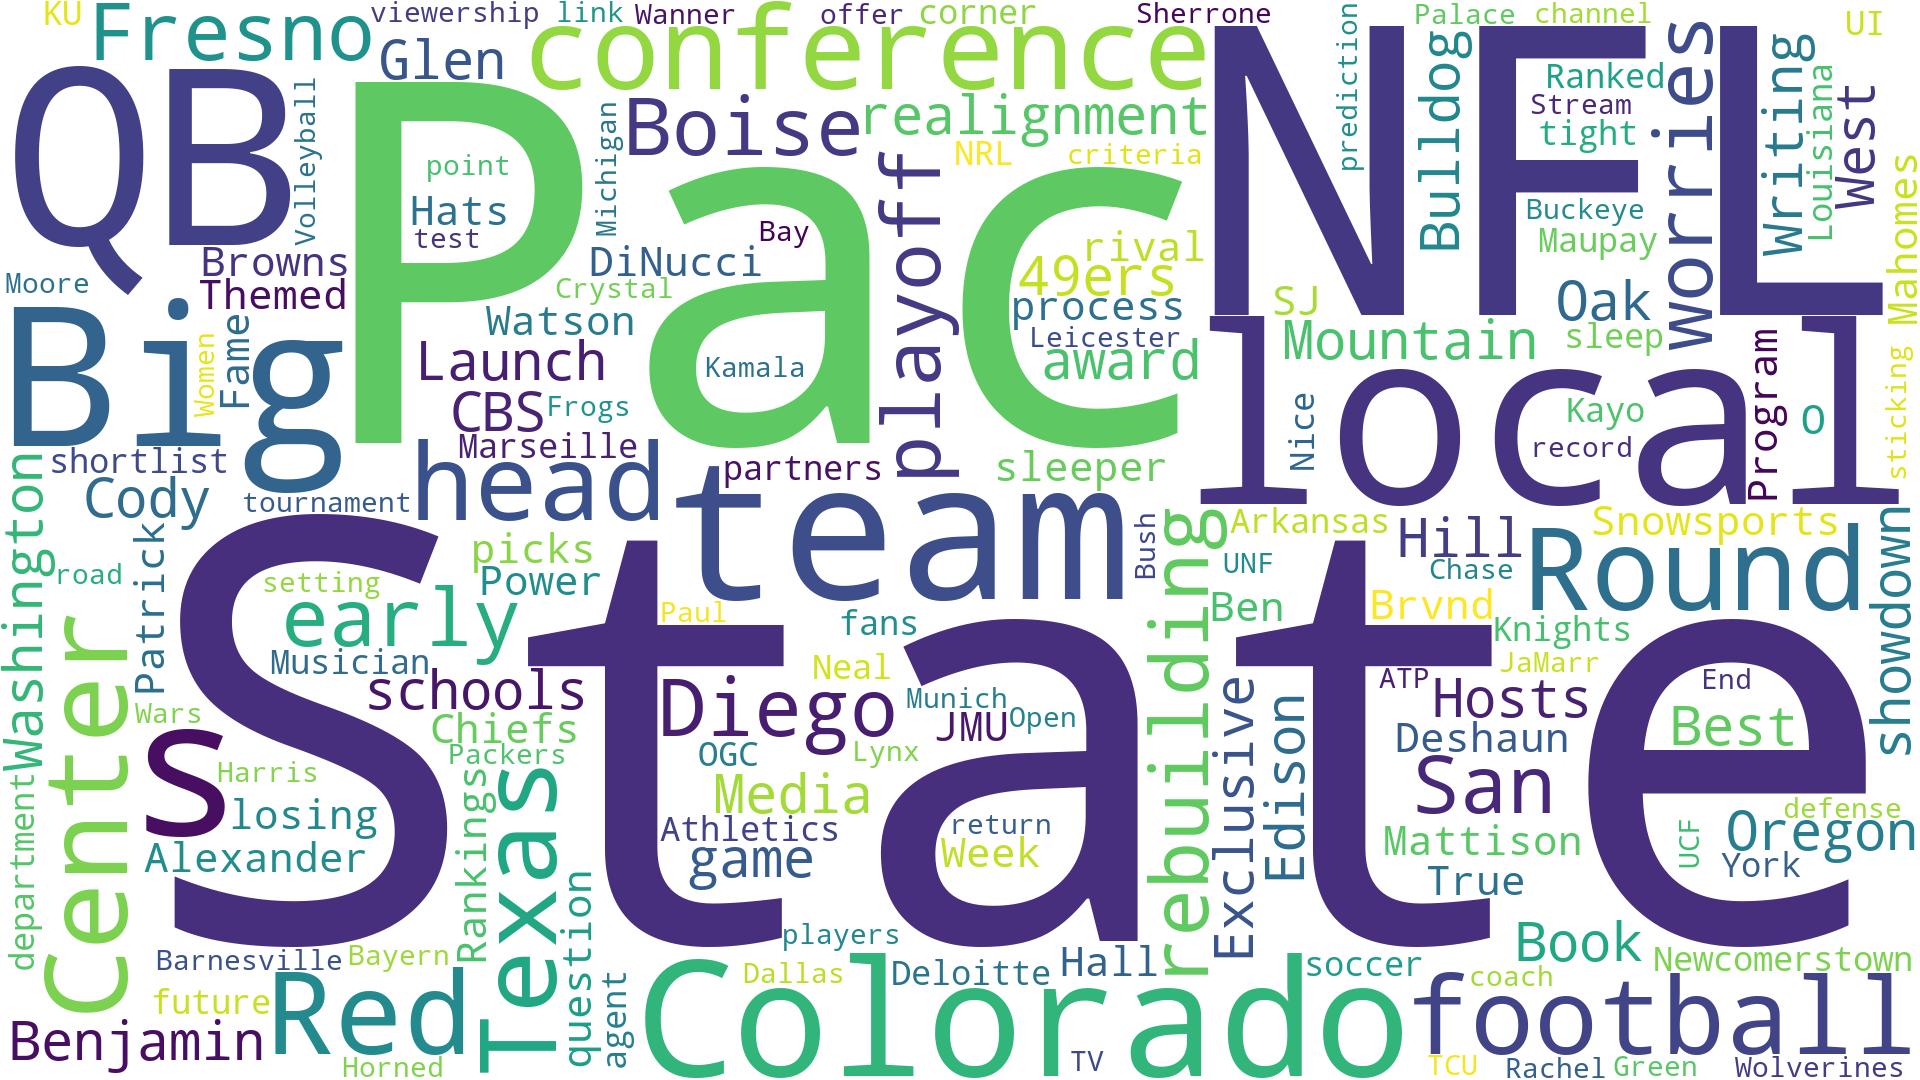 KU
Fresno
viewership
link
Wanner
offer
corner
Sherrone
Palace
channel
UI
Glen
conference
NFL
QB
Pac
Volleyball
Michigan
Boise
realignment
prediction
Bulldog
Ranked
Stream
tight
worries
Writing
Louisiana
West
point
Hats
test
NRL
criteria
playoff
Bay
Buckeye
Maupay
Mahomes
Browns
Themed
DiNucci
Crystal
rival
49ers
process
Leicester
award
SJ
Oak
Mountain
sleep
Moore
Big
Women
Fame
Watson
Launch
Kamala
local
Nice
Kayo
record
Program
O
sticking
CBS
Frogs
Marseille
shortlist
Cody
tournament
head
partners
sleeper
team
Washington
Patrick
road
picks
Power
setting
early
Bush
rebuilding
Arkansas
UNF
Ben
Hill
Chase
Brvnd
Snowsports
Round
showdown
Knights
JaMarr
State
Paul
fans
Neal
Musician
schools
Center
Wars
S
Harris
Chiefs
Packers
Diego
Munich
JMU
Open
OGC
Lynx
Exclusive
Edison
ATP
Hosts
Deshaun
San
End
Best
defense
losing
Alexander
Rankings
Texas
Media
Athletics
game
return
Week
Mattison
True
UCF
York
Oregon
department
question
agent
players
Barnesville
Bayern
future
Red
Benjamin
Horned
Dallas
Deloitte
Hall
Colorado
TV
soccer
Book
coach
Newcomerstown
football
TCU
Rachel
Green
Wolverines